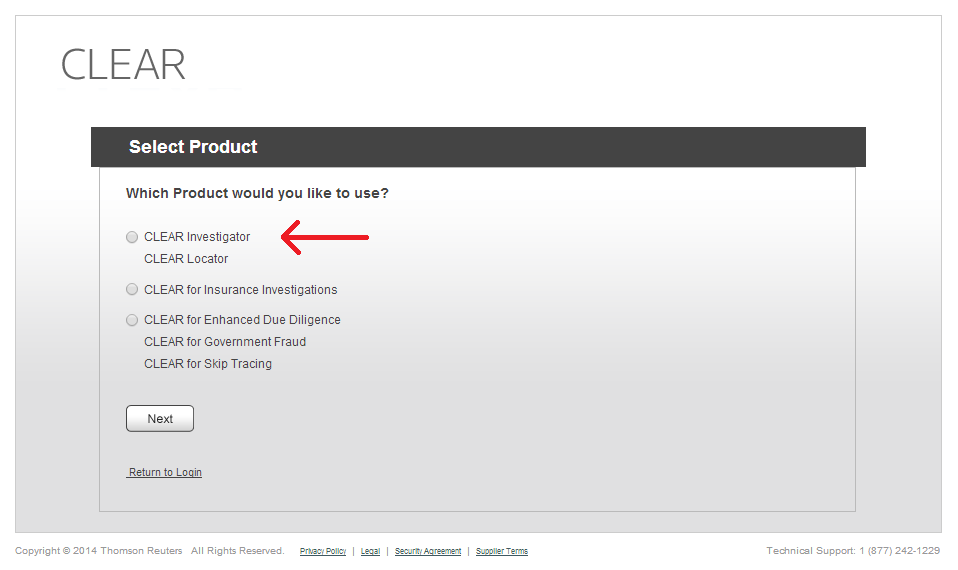 CLEAR
Select Product
Which Product would you like to use?
CLEAR Investigator
CLEAR Locator
CLEAR for Insurance Investigations
CLEAR for Enhanced Due Diligence
CLEAR for Government Fraud
CLEAR for Skip Tracing
Next
Return to Login
Copyright © 2014 Thomson Reuters All Rights Reserved. Privacy Policy | Legal | Security Agreement | Supplier Terms Technical Support: 1 (877) 242-1229